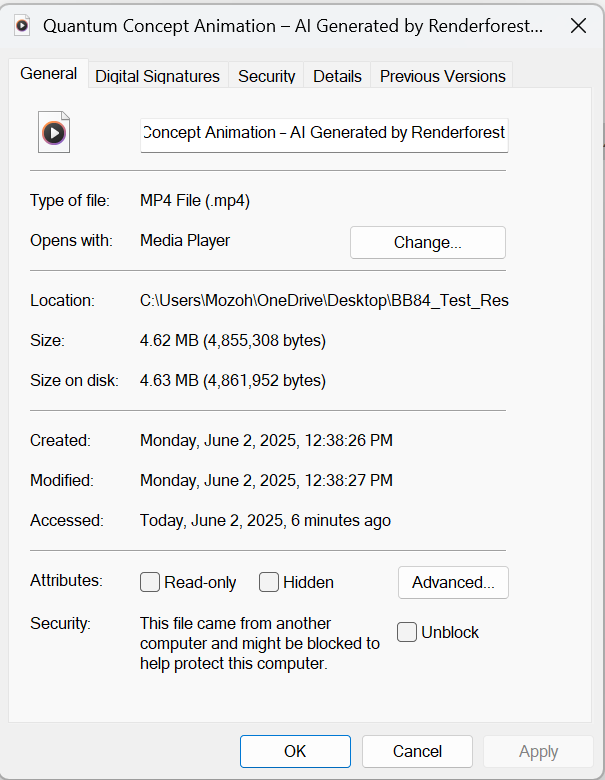 Quantum Concept Animation – AI Generated by Renderforest...
General Digital Signatures Security Details Previous Versions
Concept Animation – AI Generated by Renderforest
Type of file: MP4 File (.mp4)
Opens with: Media Player Change...
Location: C:\Users\Mozoh\OneDrive\Desktop\BB84_Test_Res
Size: 4.62 MB (4,855,308 bytes)
Size on disk: 4.63 MB (4,861,952 bytes)
Created: Monday, June 2, 2025, 12:38:26 PM
Modified: Monday, June 2, 2025, 12:38:27 PM
Accessed: Today, June 2, 2025, 6 minutes ago
Attributes: Read-only Hidden Advanced...
Security: This file came from another
computer and might be blocked to
help protect this computer.
Unblock
OK Cancel Apply